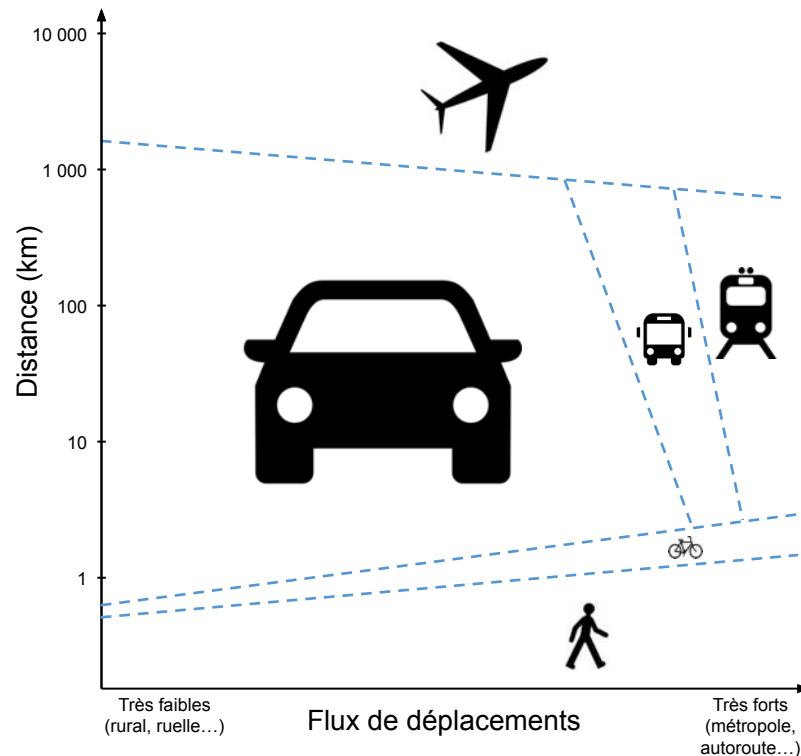 10 000
1 000
100
10
1
Distance (km)
Très faibles
(rural, ruelle…)
Flux de déplacements
Très forts
(métropole,
autoroute…)